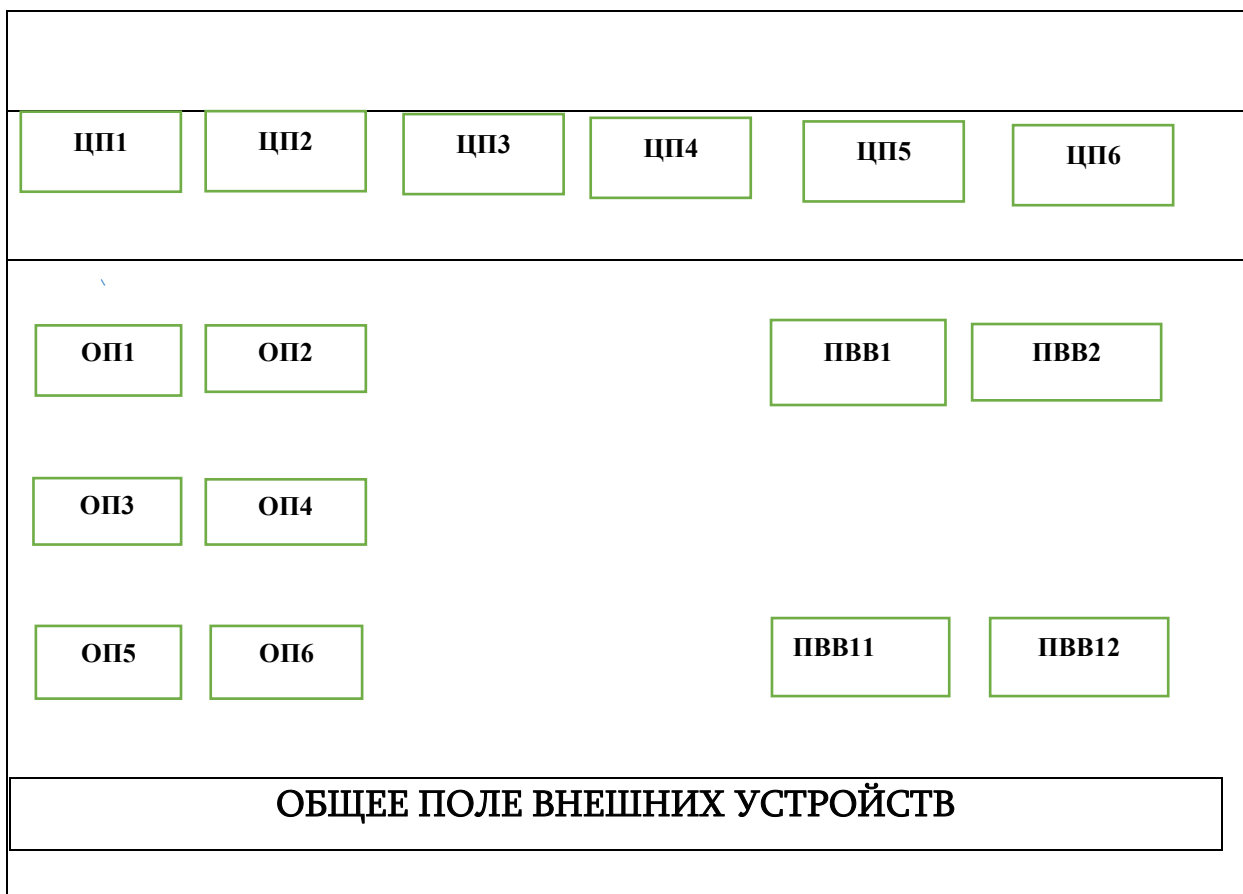 ЦП1 ЦП2 ЦП3 ЦП4 ЦП5 ЦП6
ОП1 ОП2 ПВВ1 ПВВ2
ОП3 ОП4
ОП5 ОП6 ПВВ11 ПВВ12
ОБЩЕЕ ПОЛЕ ВНЕШНИХ УСТРОЙСТВ